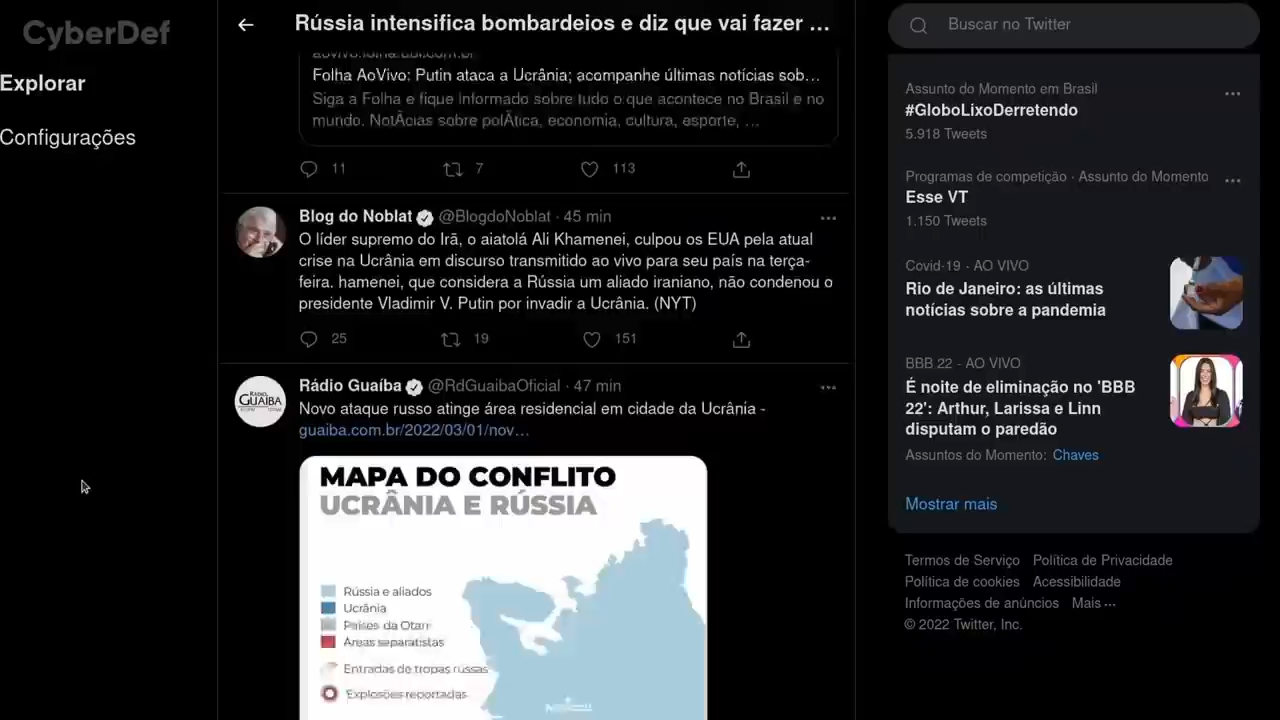 CyberDef
Explorar
Configurações
Rússia intensifica bombardeios e diz que vai fazer ...
aovivo.folha.uol.com.br
Folha AoVivo: Putin ataca a Ucrânia; acompanhe últimas notícias sob...
Siga a Folha e fique informado sobre tudo o que acontece no Brasil e no
mundo. NotÃcias sobre polÃtica, economia, cultura, esporte, ...
11 7 113
Blog do Noblat @BlogdoNoblat · 45 min
O líder supremo do Irã, o aiatolá Ali Khamenei, culpou os EUA pela atual
crise na Ucrânia em discurso transmitido ao vivo para seu país na terça-
feira. hamenei, que considera a Rússia um aliado iraniano, não condenou o
presidente Vladimir V. Putin por invadir a Ucrânia. (NYT)
25 19 151
Rádio Guaíba @RdGuaibaOficial · 47 min
RÁDIO
GUAÍBA
Novo ataque russo atinge área residencial em cidade da Ucrânia -
guaiba.com.br/2022/03/01/nov...
MAPA DO CONFLITO
UCRÂNIA E RÚSSIA
Rússia e aliados
Ucrânia
Países da Otan
Áreas separatistas
Entradas de tropas russas
Explosões reportadas
Buscar no Twitter
Assunto do Momento em Brasil
#GloboLixoDerretendo
5.918 Tweets
Programas de competição · Assunto do Momento
Esse VT
1.150 Tweets
Covid-19 · AO VIVO
Rio de Janeiro: as últimas
notícias sobre a pandemia
BBB 22 · AO VIVO
É noite de eliminação no 'BBB
22': Arthur, Larissa e Linn
disputam o paredão
Assuntos do Momento: Chaves
Mostrar mais
Termos de Serviço Política de Privacidade
Política de cookies Acessibilidade
Informações de anúncios Mais ···
© 2022 Twitter, Inc.